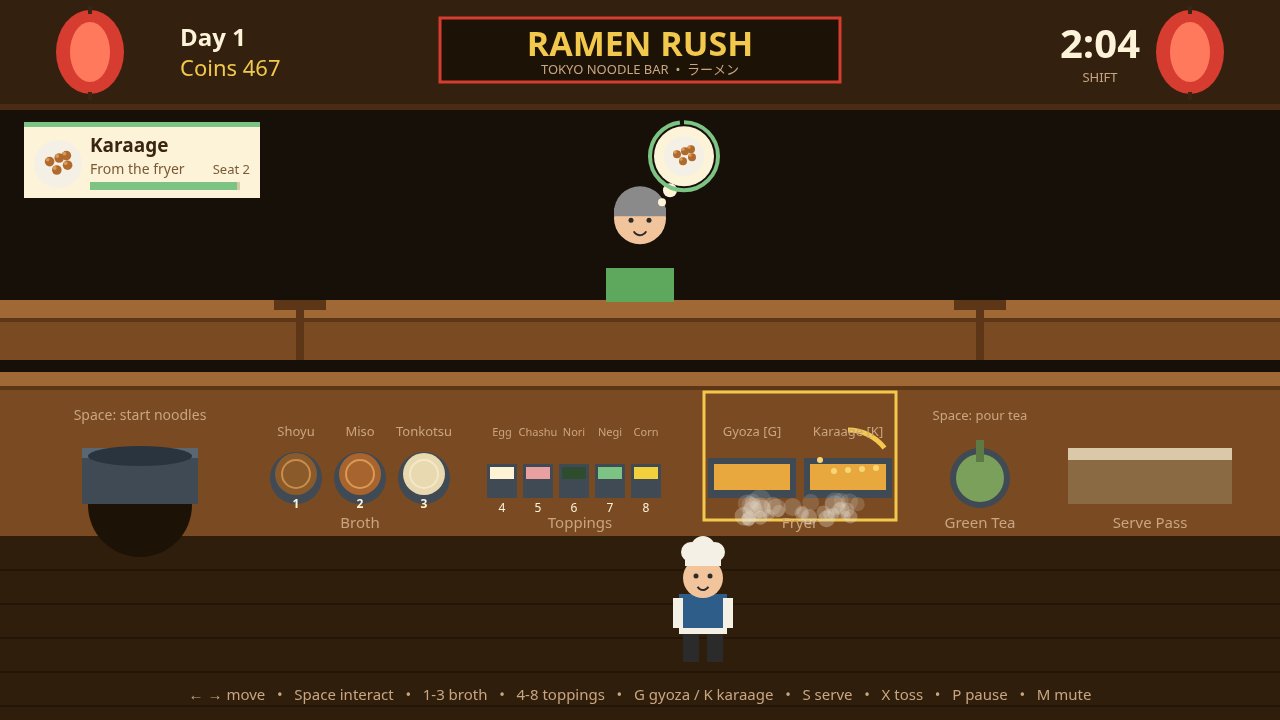 Day 1
Coins 467
RAMEN RUSH
TOKYO NOODLE BAR • ラーメン
2:04
SHIFT
Karaage
From the fryer
Seat 2
Space: start noodles
Shoyu
Miso
Tonkotsu
1
2
3
Broth
Egg
Chashu
Nori
Negi
Corn
4
5
6
7
8
Toppings
Gyoza [G]
Karaage [K]
Fryer
Space: pour tea
Green Tea
Serve Pass
← → move • Space interact • 1-3 broth • 4-8 toppings • G gyoza / K karaage • S serve • X toss • P pause • M mute